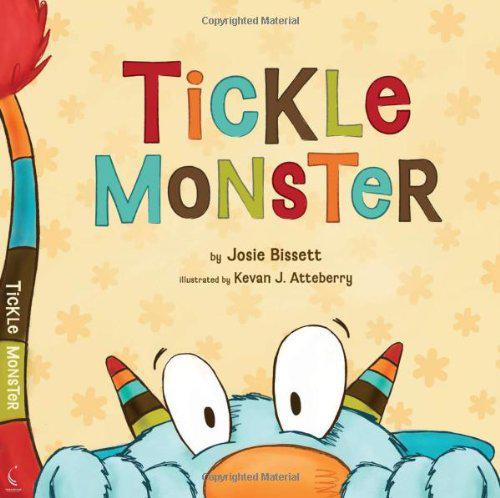 Copyrighted Material
TICKLE
MONSTER
by Josie Bissett
illustrated by Kevan J. Atteberry
TICKLE MONSTER
Copyrighted Material